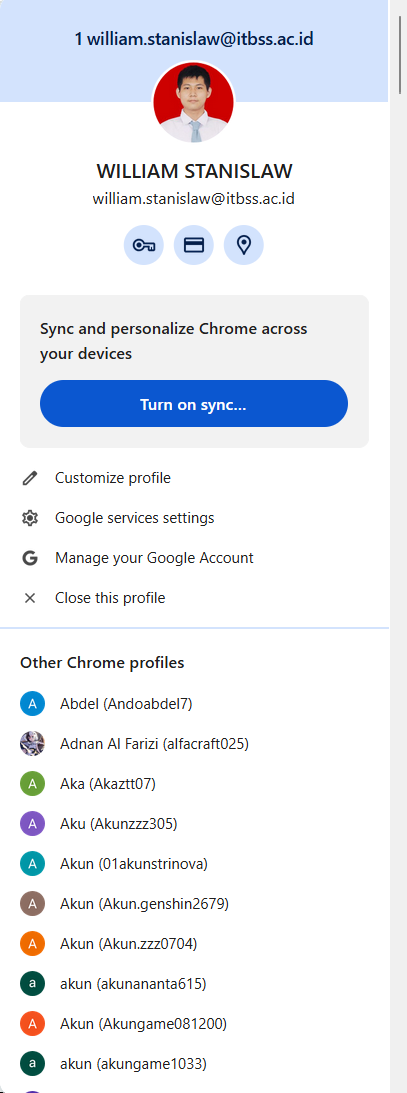 1 william.stanislaw@itbss.ac.id
WILLIAM STANISLAW
william.stanislaw@itbss.ac.id
Sync and personalize Chrome across
your devices
Turn on sync...
Customize profile
Google services settings
G Manage your Google Account
Close this profile
Other Chrome profiles
A Abdel (Andoabdel7)
Adnan Al Farizi (alfacraft025)
A Aka (Akaztt07)
A Aku (Akunzzz305)
A Akun (01akunstrinova)
A Akun (Akun.genshin2679)
A Akun (Akun.zzz0704)
a akun (akunananta615)
A Akun (Akungame081200)
a akun (akungame1033)